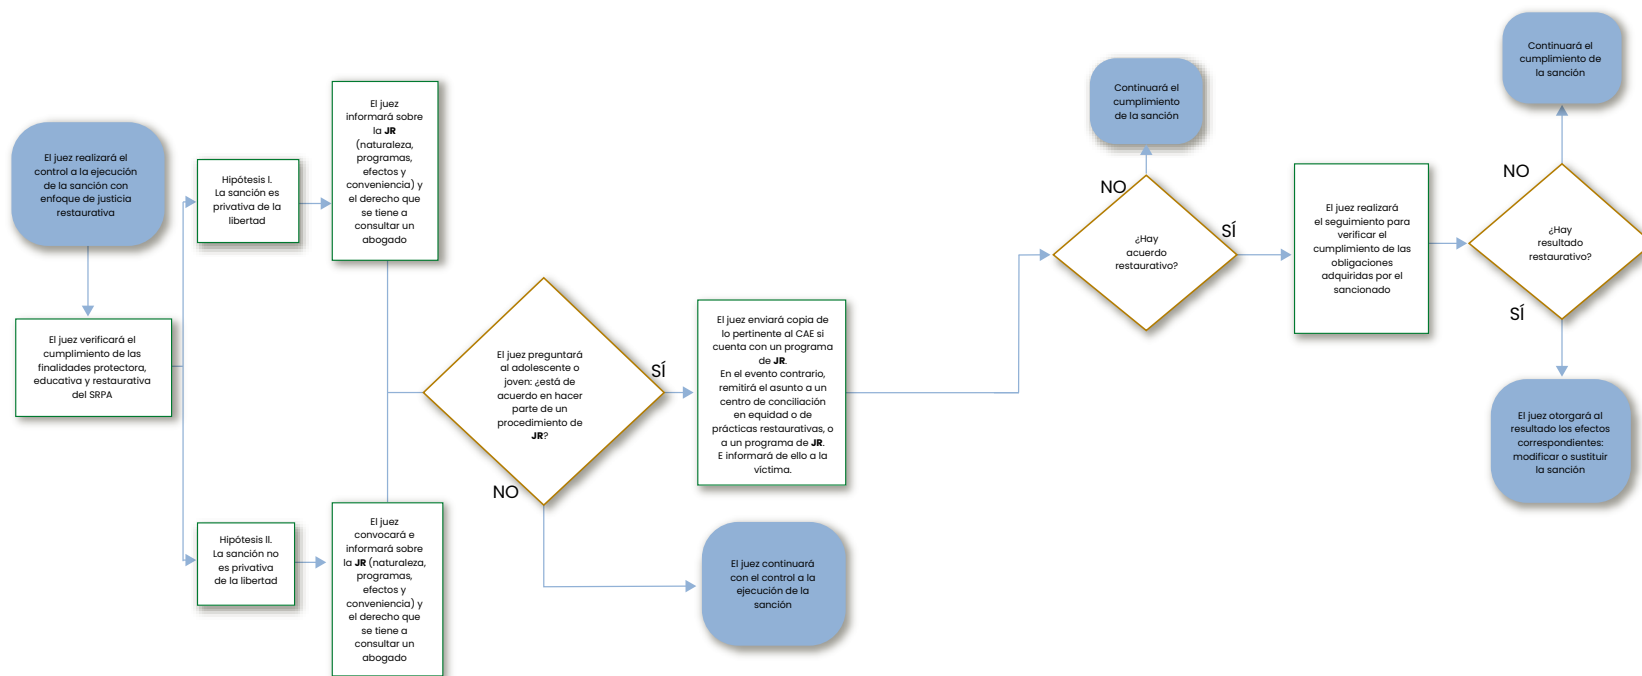 El juez realizará el
control a la ejecución
de la sanción con
enfoque de justicia
restaurativa
El juez verificará el
cumplimiento de las
finalidades protectora,
educativa y restaurativa
del SRPA
Hipótesis I.
La sanción es
privativa de la
libertad
El juez
informará sobre
la JR
(naturaleza,
programas,
efectos y
conveniencia) y
el derecho que
se tiene a
consultar un
abogado
Hipótesis II.
La sanción no
es privativa
de la libertad
El juez
convocará e
informará sobre
la JR (naturaleza,
programas,
efectos y
conveniencia) y
el derecho que
se tiene a
consultar un
abogado
El juez preguntará
al adolescente o
joven: ¿está de
acuerdo en hacer
parte de un
procedimiento de
JR?
SÍ
NO
El juez enviará copia de
lo pertinente al CAE si
cuenta con un programa
de JR.
En el evento contrario,
remitirá el asunto a un
centro de conciliación
en equidad o de
prácticas restaurativas, o
a un programa de JR.
E informará de ello a la
víctima.
El juez continuará
con el control a la
ejecución de la
sanción
Continuará el
cumplimiento
de la sanción
NO
¿Hay
acuerdo
restaurativo?
SÍ
El juez realizará
el seguimiento para
verificar el
cumplimiento de las
obligaciones
adquiridas por el
sancionado
Continuará el
cumplimiento de
la sanción
NO
¿Hay
resultado
restaurativo?
SÍ
El juez otorgará al
resultado los efectos
correspondientes:
modificar o sustituir
la sanción